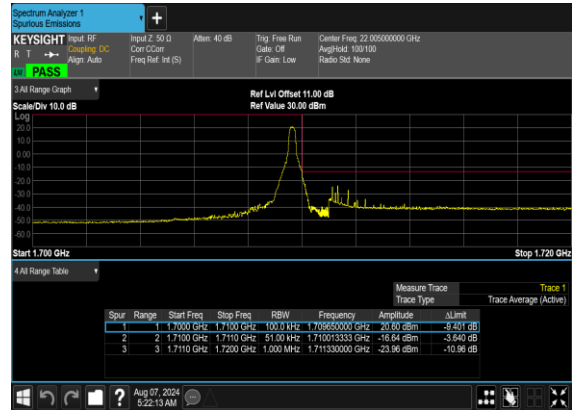 Spectrum Analyzer 1
Spurious Emissions
KEYSIGHT Input: RF Input Z: 50 Ω Atten: 40 dB Trig: Free Run Center Freq: 22.005000000 GHz
R T Coupling: DC Corr CCorr Gate: Off Avg|Hold: 100/100
Align: Auto Freq Ref: Int (S) IF Gain: Low Radio Std: None
PASS
3 All Range Graph
Ref Lvl Offset 11.00 dB
Scale/Div 10.0 dB Ref Value 30.00 dBm
Log
20.0
10.0
0.00
-10.0
-20.0
-30.0
-40.0
-50.0
-60.0
Start 1.700 GHz Stop 1.720 GHz
4 All Range Table
Measure Trace Trace 1
Trace Type Trace Average (Active)
Spur Range Start Freq Stop Freq RBW Frequency Amplitude ΔLimit
1 1 1.7000 GHz 1.7100 GHz 100.0 kHz 1.709650000 GHz 20.60 dBm -9.401 dB
2 2 1.7100 GHz 1.7110 GHz 51.00 kHz 1.710013333 GHz -16.64 dBm -3.640 dB
3 3 1.7110 GHz 1.7200 GHz 1.000 MHz 1.711330000 GHz -23.96 dBm -10.96 dB
? Aug 07, 2024
5:22:13 AM